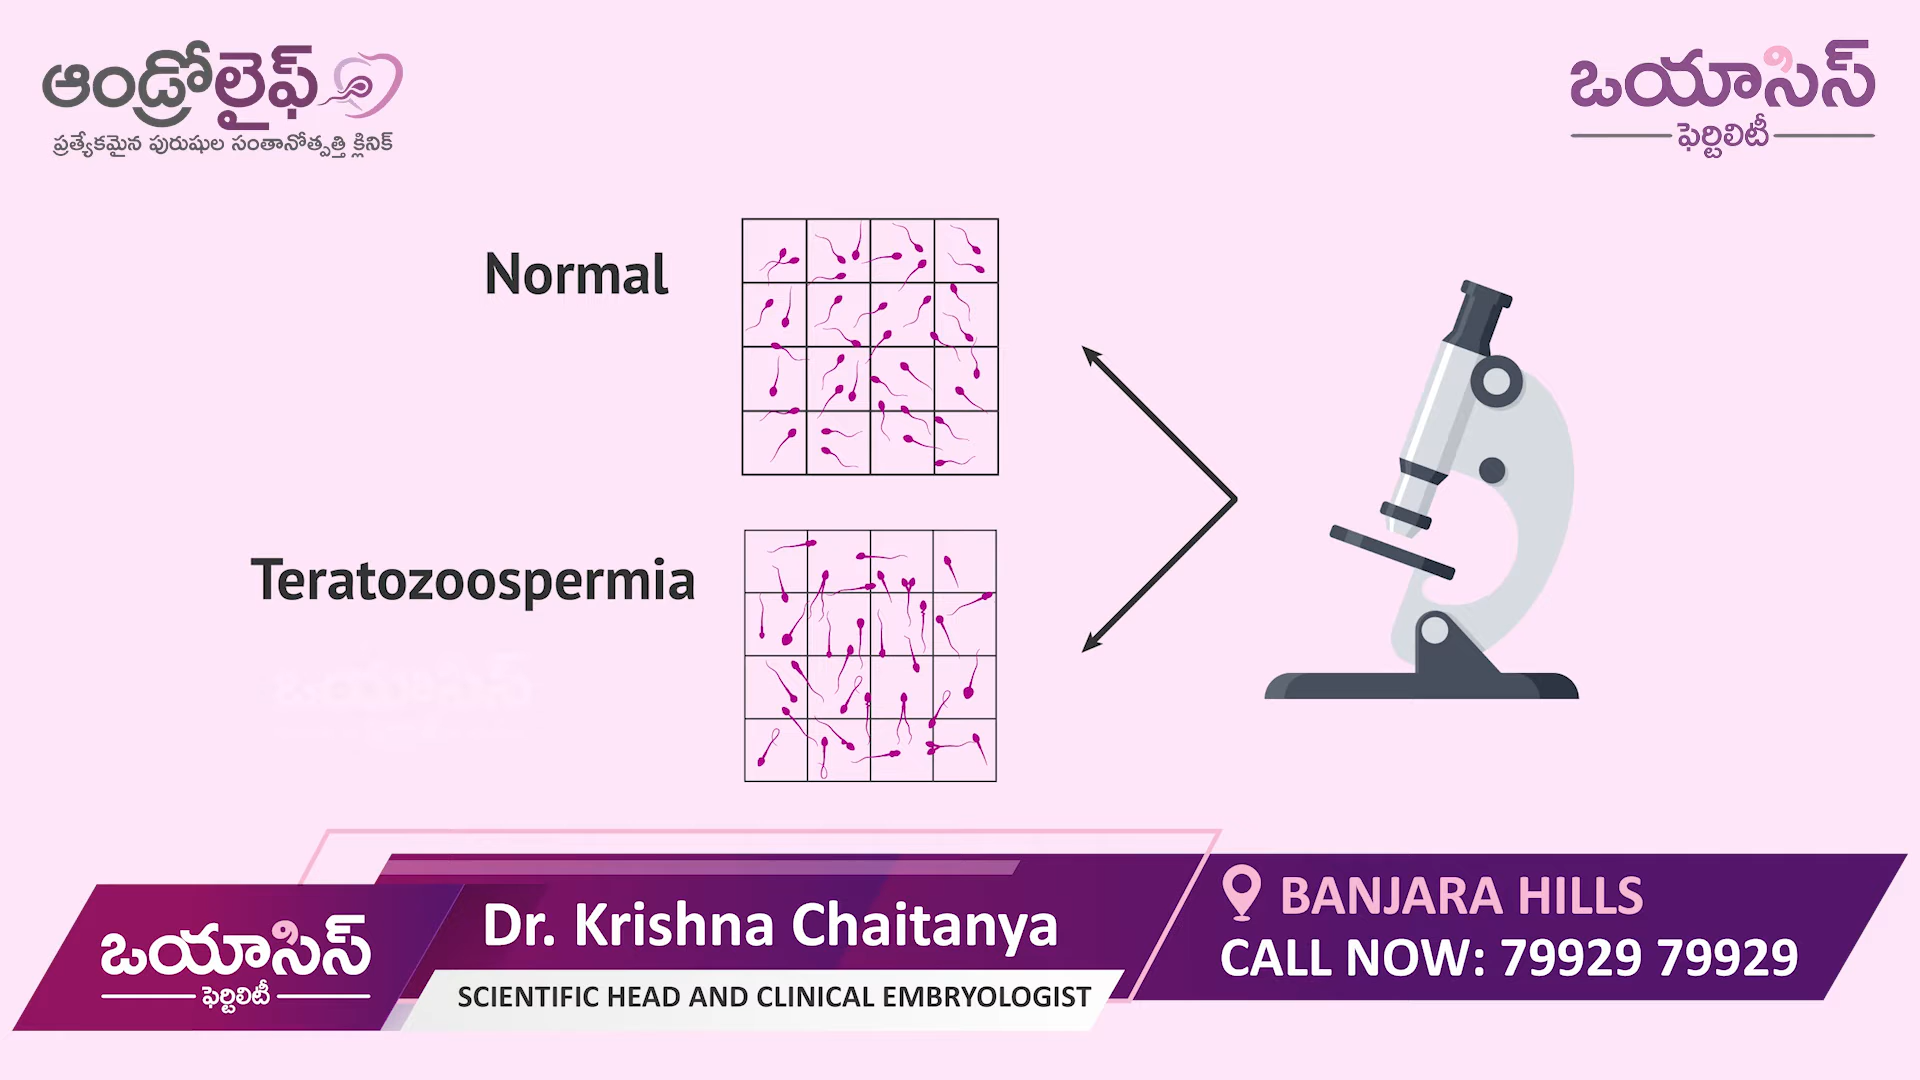 ఆండ్రోలైఫ్
ప్రత్యేకమైన పురుషుల సంతానోత్పత్తి క్లినిక్
ఒయాసిస్
ఫెర్టిలిటీ
Normal
Teratozoospermia
ఒయాసిస్
ఒయాసిస్
ఫెర్టిలిటీ
Dr. Krishna Chaitanya
SCIENTIFIC HEAD AND CLINICAL EMBRYOLOGIST
BANJARA HILLS
CALL NOW: 79929 79929